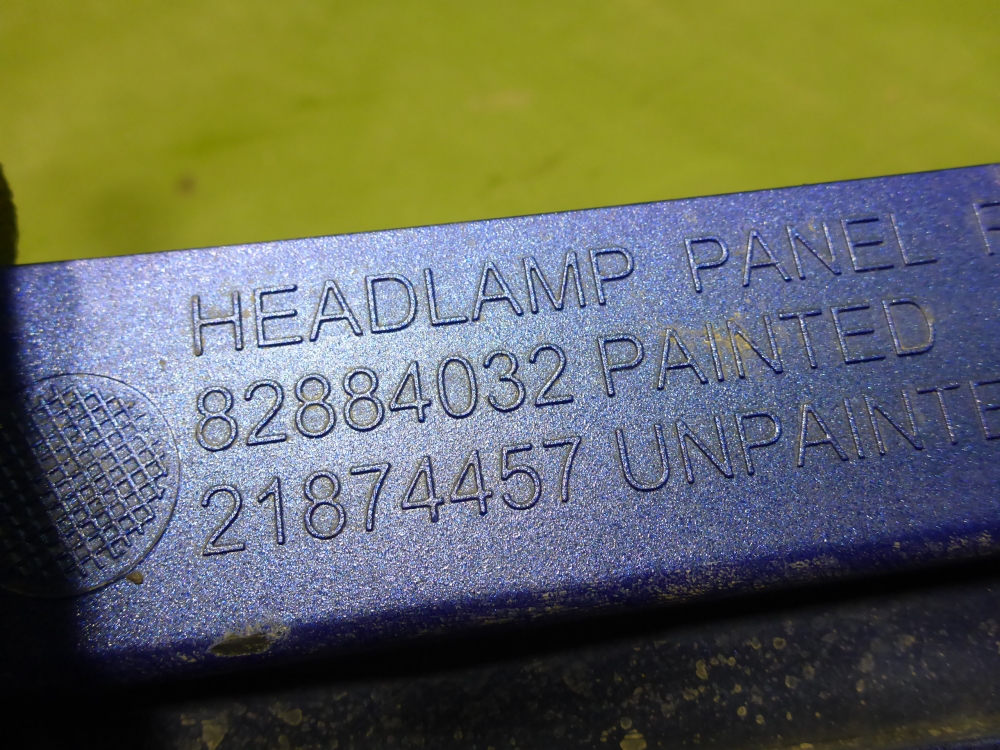 HEADLAMP PANEL
82884032 PAINTED
21874457 UNPAINTE